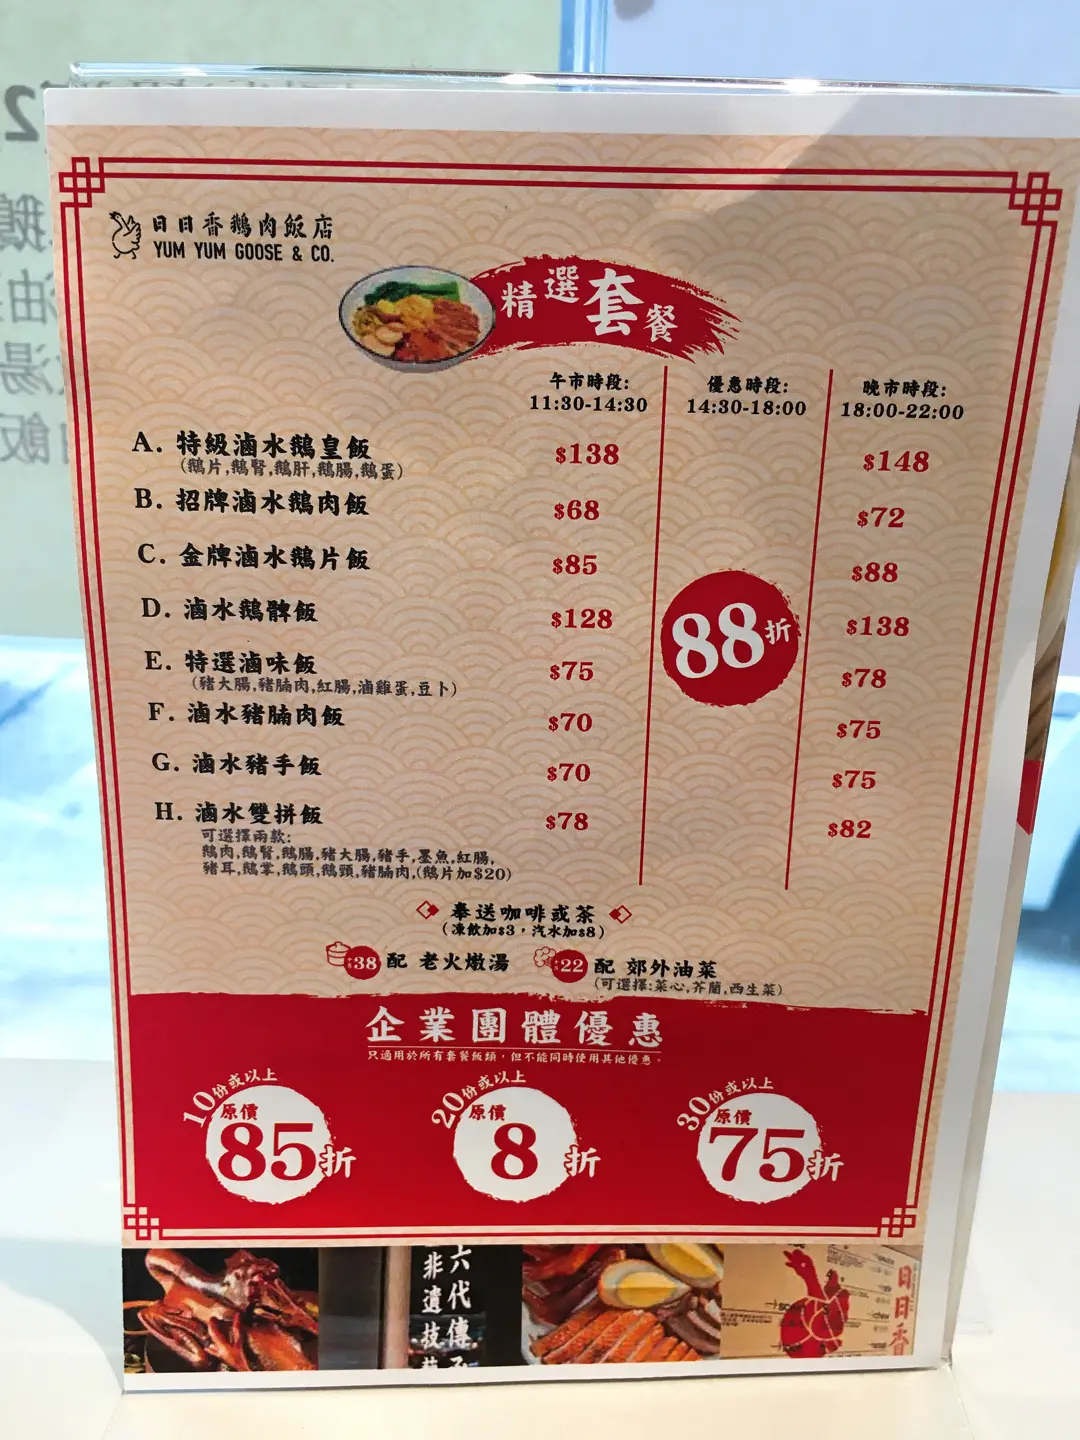 日日香鵝肉飯店
YUM YUM GOOSE & CO.
精選套餐
午市時段:
11:30-14:30
優惠時段:
14:30-18:00
晚市時段:
18:00-22:00
A. 特級滷水鵝皇飯 $138 $148
(鵝片,鵝腎,鵝肝,鵝腸,鵝蛋)
B. 招牌滷水鵝肉飯 $68 $72
C. 金牌滷水鵝片飯 $85 $88
D. 滷水鵝髀飯 $128 $138
88折
E. 特選滷味飯 $75 $78
(豬大腸,豬腩肉,紅腸,滷雞蛋,豆卜)
F. 滷水豬腩肉飯 $70 $75
G. 滷水豬手飯 $70 $75
H. 滷水雙拼飯 $78 $82
可選擇兩款:
鵝肉,鵝腎,鵝腸,豬大腸,豬手,墨魚,紅腸,
豬耳,鵝掌,鵝頭,鵝頸,豬腩肉,(鵝片加$20)
奉送咖啡或茶
(凍飲加$3，汽水加$8)
$38 配 老火燉湯
$22 配 郊外油菜
(可選擇:菜心,芥蘭,西生菜)
企業團體優惠
只適用於所有套餐飯類，但不能同時使用其他優惠。
10份或以上
原價
85折
20份或以上
原價
8折
30份或以上
原價
75折
六代傳
非遺技
日日香